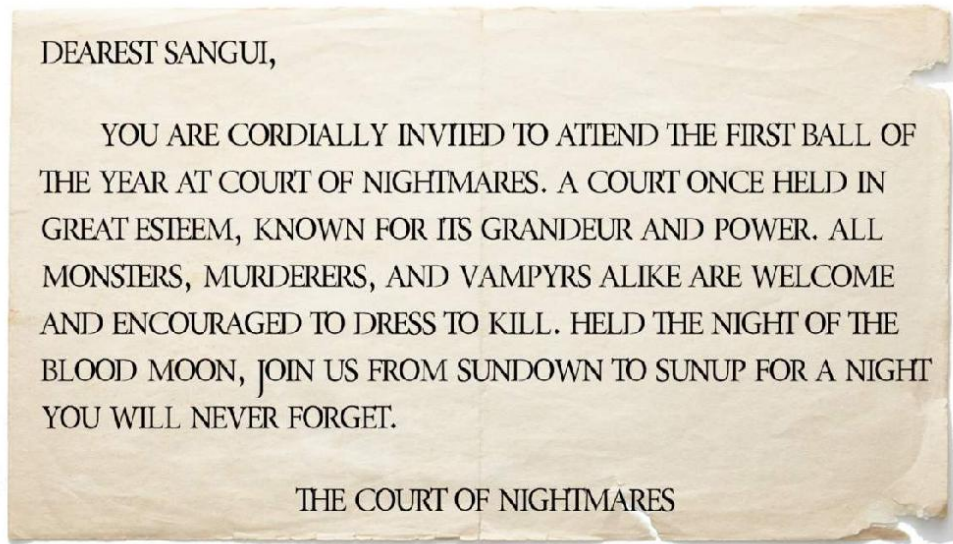 DEAREST SANGUI,
YOU ARE CORDIALLY INVITED TO ATTEND THE FIRST BALL OF
THE YEAR AT COURT OF NIGHTMARES. A COURT ONCE HELD IN
GREAT ESTEEM, KNOWN FOR ITS GRANDEUR AND POWER. ALL
MONSTERS, MURDERERS, AND VAMPYRS ALIKE ARE WELCOME
AND ENCOURAGED TO DRESS TO KILL. HELD THE NIGHT OF THE
BLOOD MOON, JOIN US FROM SUNDOWN TO SUNUP FOR A NIGHT
YOU WILL NEVER FORGET.
THE COURT OF NIGHTMARES